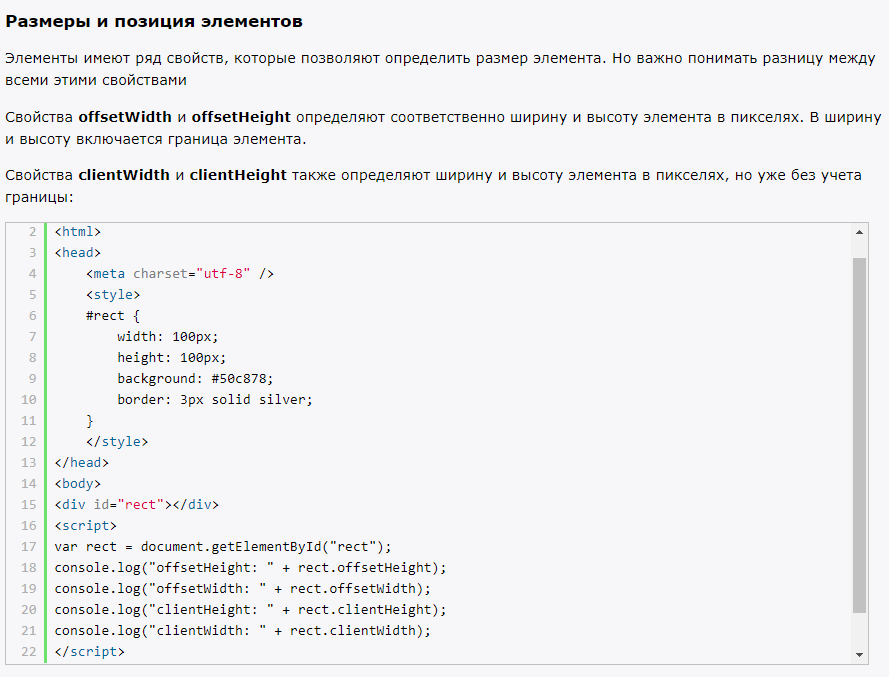 Размеры и позиция элементов
Элементы имеют ряд свойств, которые позволяют определить размер элемента. Но важно понимать разницу между
всеми этими свойствами
Свойства offsetWidth и offsetHeight определяют соответственно ширину и высоту элемента в пикселях. В ширину
и высоту включается граница элемента.
Свойства clientWidth и clientHeight также определяют ширину и высоту элемента в пикселях, но уже без учета
границы:
2 <html>
3 <head>
4     <meta charset="utf-8" />
5     <style>
6     #rect {
7         width: 100px;
8         height: 100px;
9         background: #50c878;
10         border: 3px solid silver;
11     }
12     </style>
13 </head>
14 <body>
15 <div id="rect"></div>
16 <script>
17 var rect = document.getElementById("rect");
18 console.log("offsetHeight: " + rect.offsetHeight);
19 console.log("offsetWidth: " + rect.offsetWidth);
20 console.log("clientHeight: " + rect.clientHeight);
21 console.log("clientWidth: " + rect.clientWidth);
22 </script>